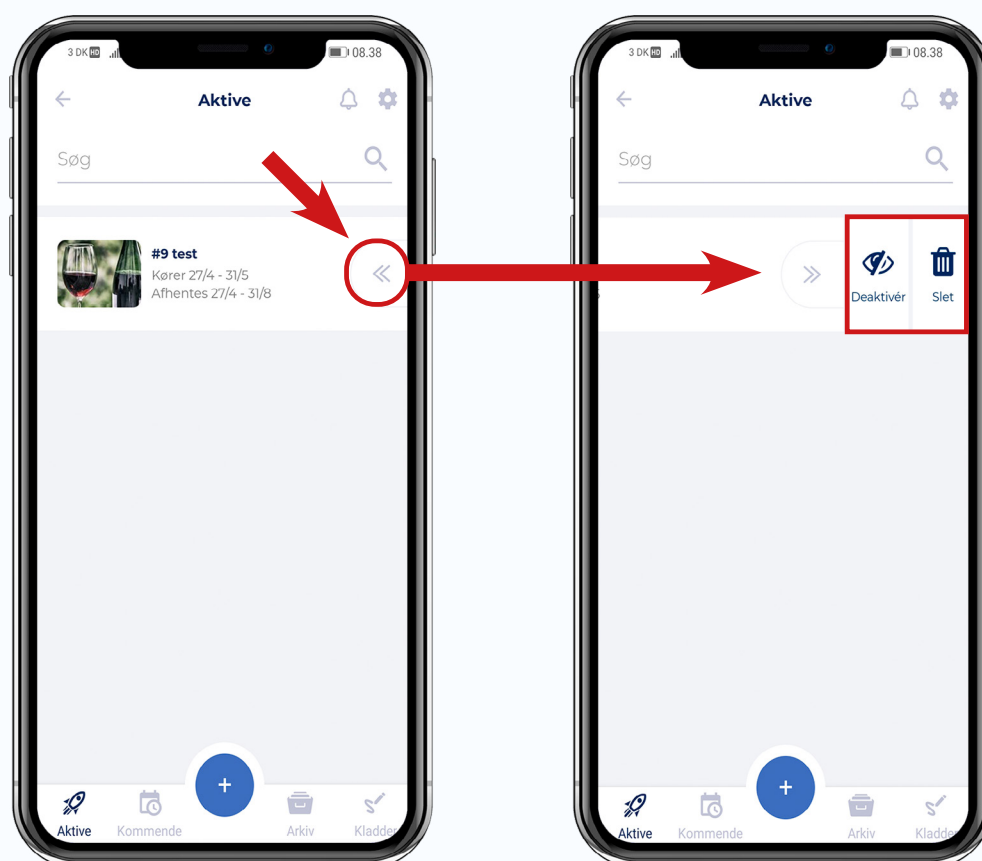 3 DK HD 08.38
Aktive
Søg
#9 test
Kører 27/4 - 31/5
Afhentes 27/4 - 31/8
+
Aktive Kommende Arkiv Kladder
3 DK HD 08.38
Aktive
Søg
Deaktivér Slet
+
Aktive Kommende Arkiv Kladde